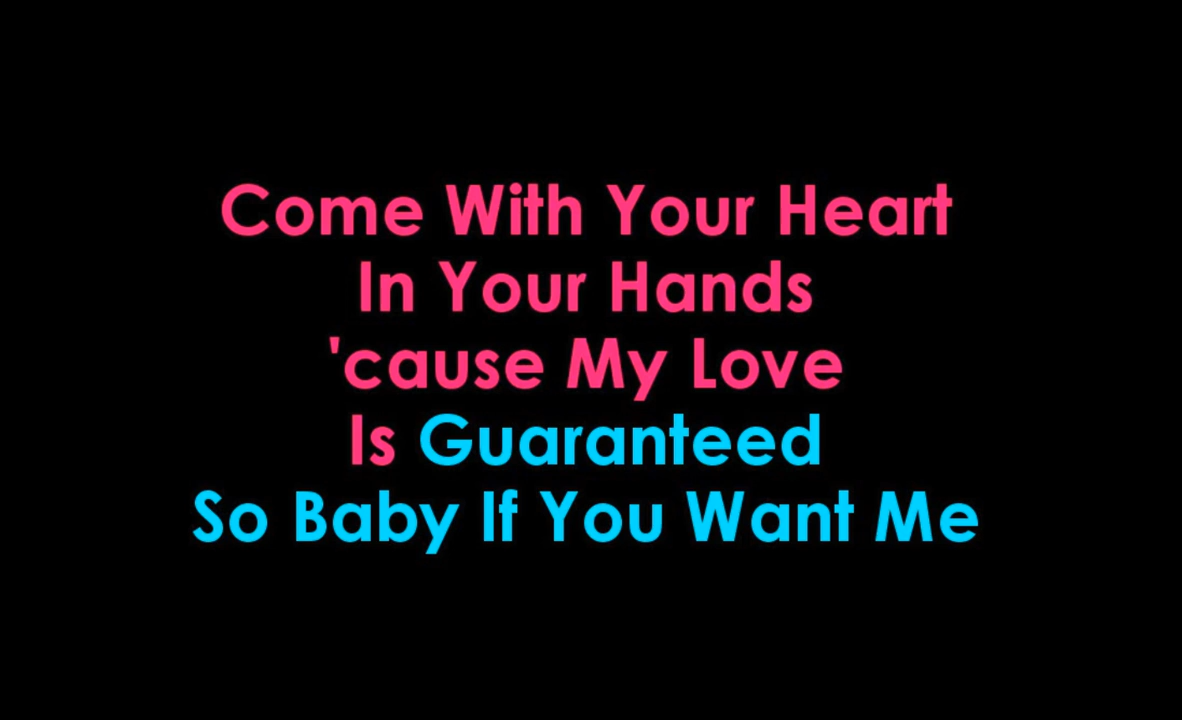 Come With Your Heart
In Your Hands
'cause My Love
Is Guaranteed
So Baby If You Want Me